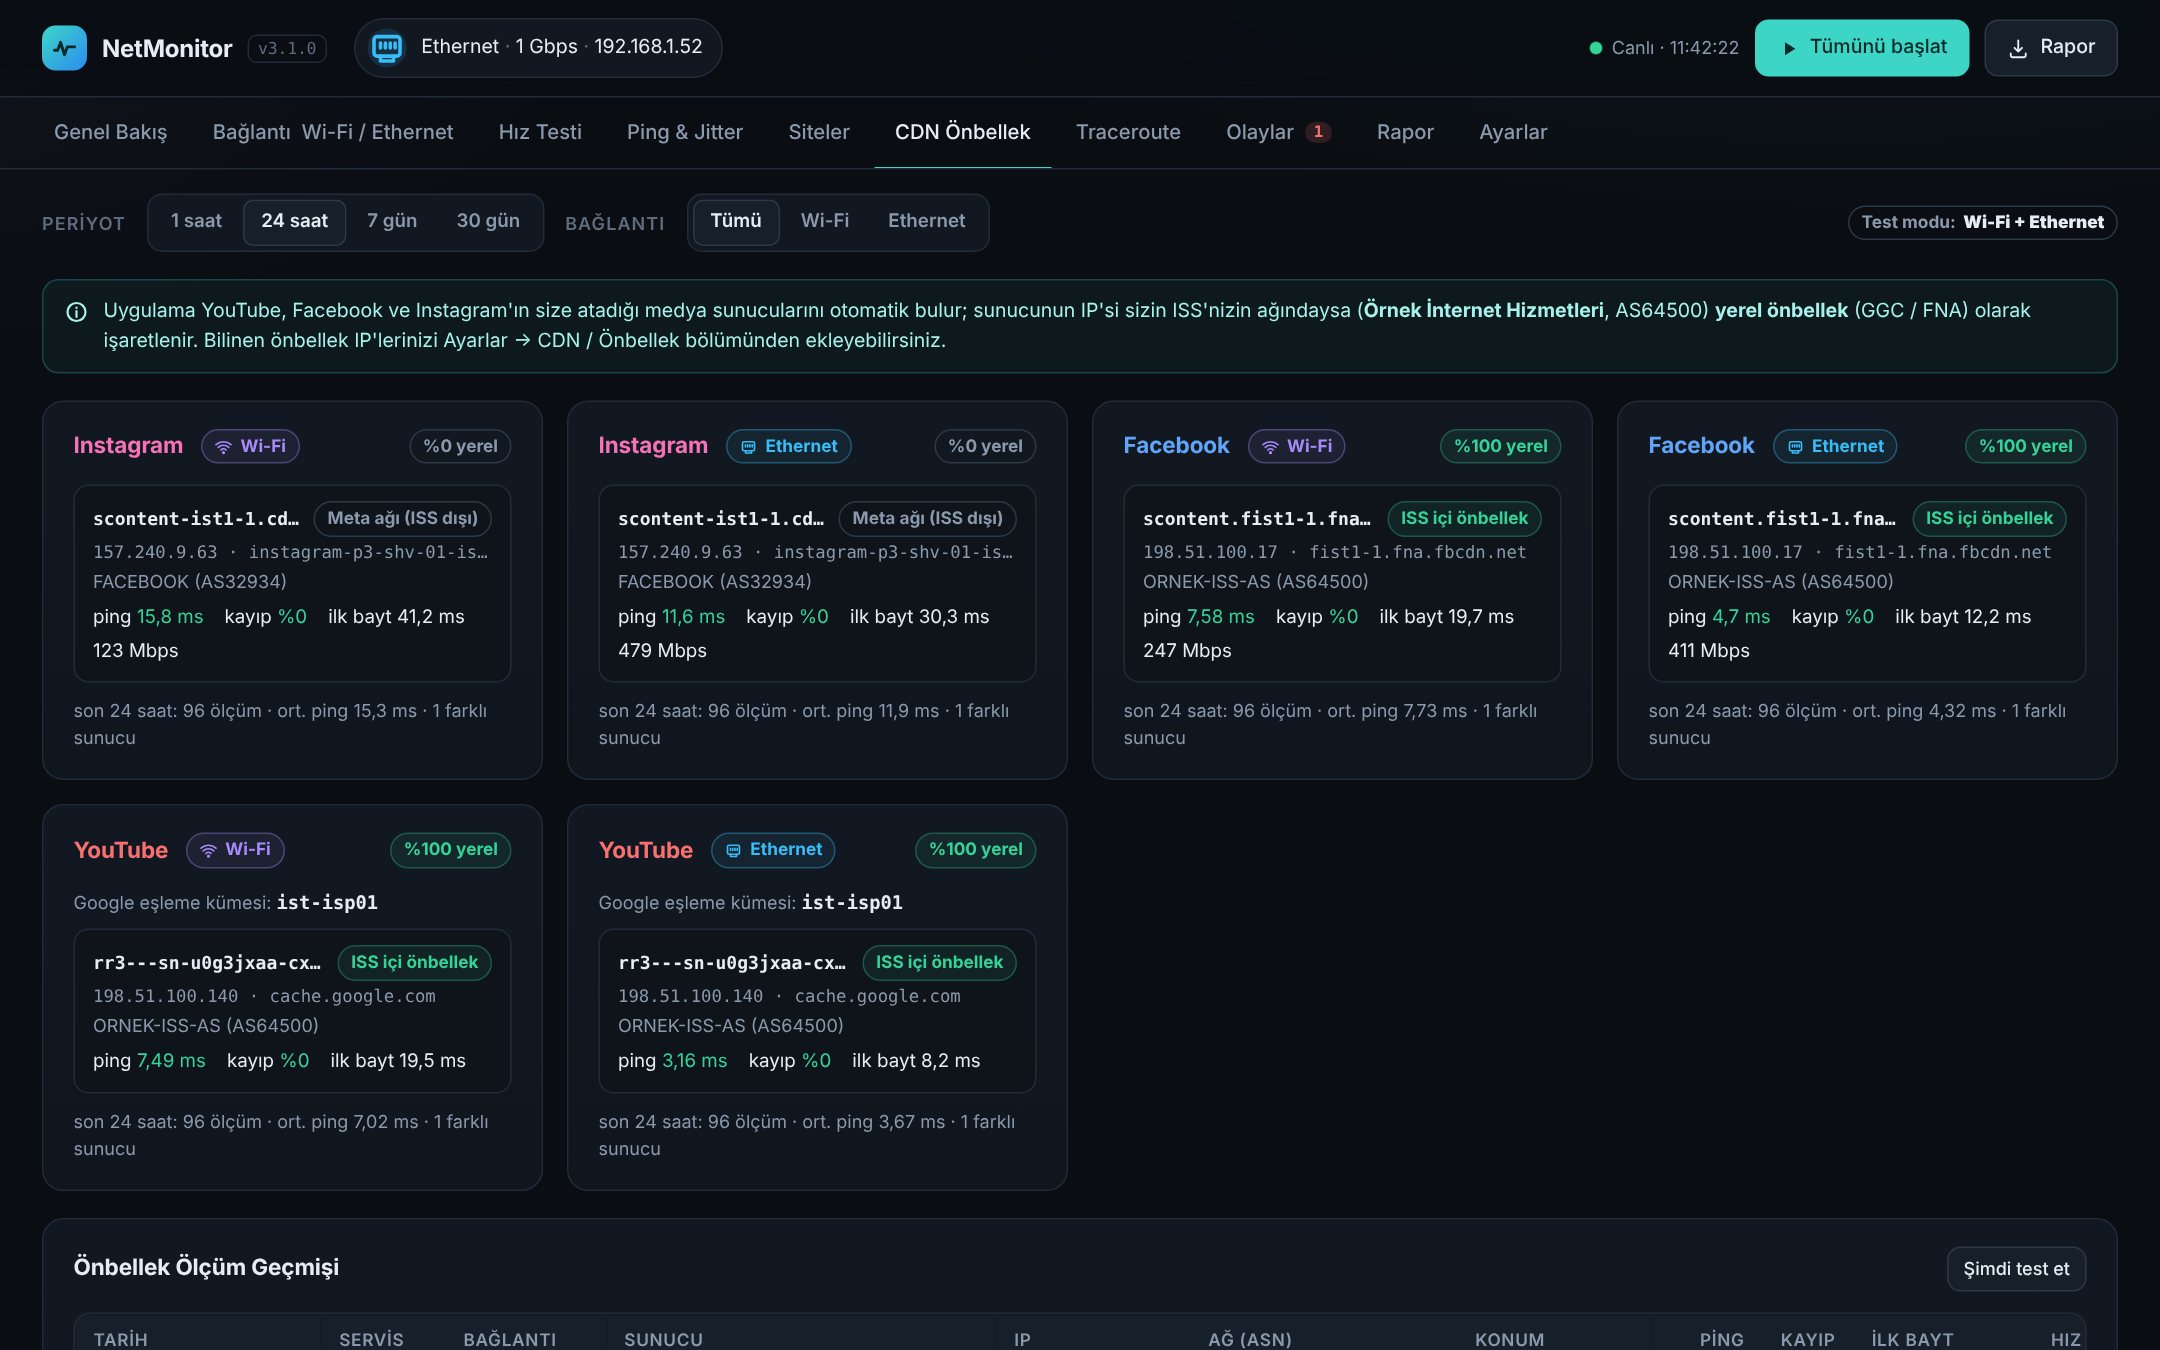 NetMonitor v3.1.0 Ethernet · 1 Gbps · 192.168.1.52 Canlı · 11:42:22 Tümünü başlat Rapor
Genel Bakış Bağlantı Wi-Fi / Ethernet Hız Testi Ping & Jitter Siteler CDN Önbellek Traceroute Olaylar 1 Rapor Ayarlar
PERİYOT 1 saat 24 saat 7 gün 30 gün BAĞLANTI Tümü Wi-Fi Ethernet Test modu: Wi-Fi + Ethernet
Uygulama YouTube, Facebook ve Instagram'ın size atadığı medya sunucularını otomatik bulur; sunucunun IP'si sizin ISS'nizin ağındaysa (Örnek İnternet Hizmetleri, AS64500) yerel önbellek (GGC / FNA) olarak
işaretlenir. Bilinen önbellek IP'lerinizi Ayarlar → CDN / Önbellek bölümünden ekleyebilirsiniz.
Instagram Wi-Fi %0 yerel
scontent-ist1-1.cd… Meta ağı (ISS dışı)
157.240.9.63 · instagram-p3-shv-01-is…
FACEBOOK (AS32934)
ping 15,8 ms kayıp %0 ilk bayt 41,2 ms
123 Mbps
son 24 saat: 96 ölçüm · ort. ping 15,3 ms · 1 farklı
sunucu
Instagram Ethernet %0 yerel
scontent-ist1-1.cd… Meta ağı (ISS dışı)
157.240.9.63 · instagram-p3-shv-01-is…
FACEBOOK (AS32934)
ping 11,6 ms kayıp %0 ilk bayt 30,3 ms
479 Mbps
son 24 saat: 96 ölçüm · ort. ping 11,9 ms · 1 farklı
sunucu
Facebook Wi-Fi %100 yerel
scontent.fist1-1.fna… ISS içi önbellek
198.51.100.17 · fist1-1.fna.fbcdn.net
ORNEK-ISS-AS (AS64500)
ping 7,58 ms kayıp %0 ilk bayt 19,7 ms
247 Mbps
son 24 saat: 96 ölçüm · ort. ping 7,73 ms · 1 farklı
sunucu
Facebook Ethernet %100 yerel
scontent.fist1-1.fna… ISS içi önbellek
198.51.100.17 · fist1-1.fna.fbcdn.net
ORNEK-ISS-AS (AS64500)
ping 4,7 ms kayıp %0 ilk bayt 12,2 ms
411 Mbps
son 24 saat: 96 ölçüm · ort. ping 4,32 ms · 1 farklı
sunucu
YouTube Wi-Fi %100 yerel
Google eşleme kümesi: ist-isp01
rr3---sn-u0g3jxaa-cx… ISS içi önbellek
198.51.100.140 · cache.google.com
ORNEK-ISS-AS (AS64500)
ping 7,49 ms kayıp %0 ilk bayt 19,5 ms
son 24 saat: 96 ölçüm · ort. ping 7,02 ms · 1 farklı
sunucu
YouTube Ethernet %100 yerel
Google eşleme kümesi: ist-isp01
rr3---sn-u0g3jxaa-cx… ISS içi önbellek
198.51.100.140 · cache.google.com
ORNEK-ISS-AS (AS64500)
ping 3,16 ms kayıp %0 ilk bayt 8,2 ms
son 24 saat: 96 ölçüm · ort. ping 3,67 ms · 1 farklı
sunucu
Önbellek Ölçüm Geçmişi Şimdi test et
TARİH SERVİS BAĞLANTI SUNUCU IP AĞ (ASN) KONUM PİNG KAYIP İLK BAYT HIZ